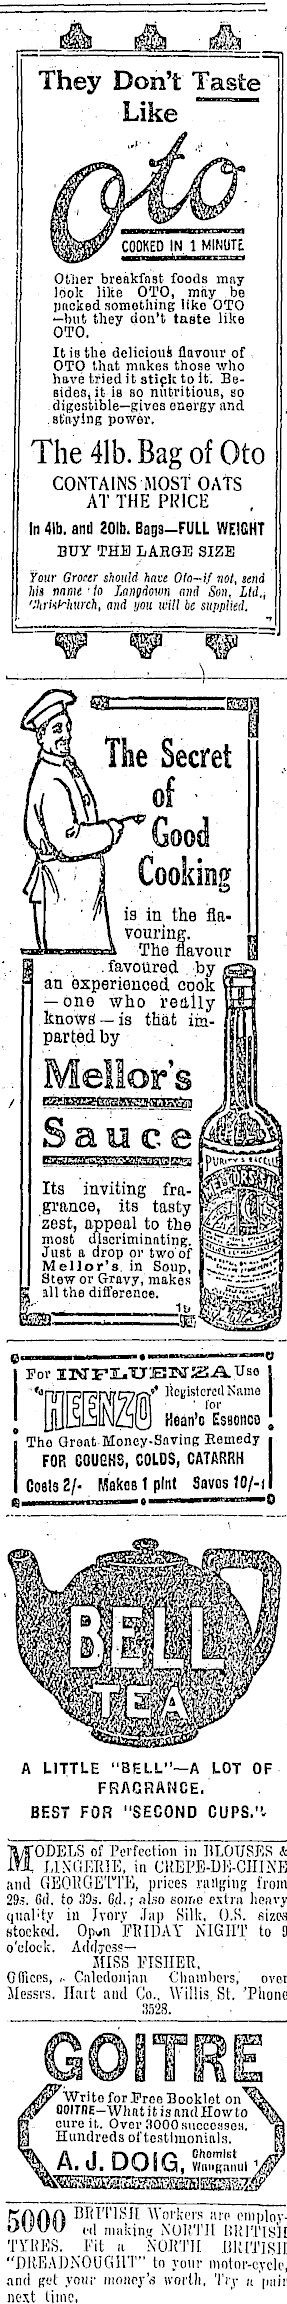 They Don't Taste
Like
Oto
COOKED IN 1 MINUTE
Other breakfast foods may
look like OTO, may be
packed something like OTO
—but they don't taste like
OTO.
It is the delicious flavour of
OTO that makes those who
have tried it stick to it. Be-
sides, it is so nutritious, so
digestible—gives energy and
staying power.
The 4lb. Bag of Oto
CONTAINS MOST OATS
AT THE PRICE
In 4lb. and 20lb. Bags—FULL WEIGHT
BUY THE LARGE SIZE
Your Grocer should have Oto—if not, send
his name to Langdown and Son, Ltd.,
Christchurch, and you will be supplied.
7
The Secret
of
Good
Cooking
is in the fla-
vouring.
The flavour
favoured by
an experienced cook
—one who really
knows—is that im-
parted by
Mellor's
Sauce
PURITY &
MELLOR'S
Its inviting fra-
grance, its tasty
zest, appeal to the
most discriminating.
Just a drop or two of
Mellor's, in Soup,
Stew or Gravy, makes
all the difference.
For INFLUENZA Use
"HEENZO" Registered Name
for
Hean's Essence
The Great Money-Saving Remedy
FOR COUGHS, COLDS, CATARRH
Costs 2/- Makes 1 pint Saves 10/-
BELL
TEA
A LITTLE "BELL"—A LOT OF
FRAGRANCE.
BEST FOR "SECOND CUPS."
MODELS of Perfection in BLOUSES &
LINGERIE, in CREPE-DE-CHINE
and GEORGETTE, prices ranging from
29s. 6d. to 39s. 6d.; also some extra heavy
quality in Ivory Jap Silk, O.S. sizes
stocked. Open FRIDAY NIGHT to 9
o'clock. Address—
MISS FISHER,
Offices, Caledonian Chambers, over
Messrs. Hart and Co., Willis St. 'Phone
3528.
GOITRE
Write for Free Booklet on
GOITRE—What it is and How to
cure it. Over 3000 successes.
Hundreds of testimonials.
A. J. DOIG, Chemist
Wanganui 1
5000 BRITISH Workers are employ-
ed making NORTH BRITISH
TYRES. Fit a NORTH BRITISH
"DREADNOUGHT" to your motor-cycle,
and get your money's worth. Try a pair
next time.